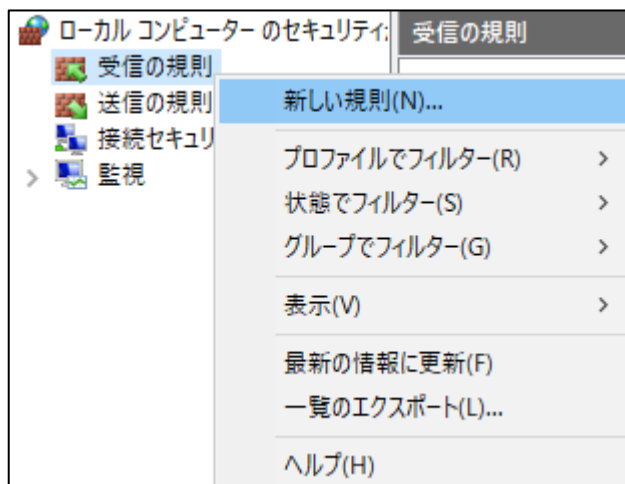 ローカル コンピューター のセキュリティ
受信の規則
受信の規則
送信の規則
接続セキュリ
監視
新しい規則(N)...
プロファイルでフィルター(R)
状態でフィルター(S)
グループでフィルター(G)
表示(V)
最新の情報に更新(F)
一覧のエクスポート(L)...
ヘルプ(H)